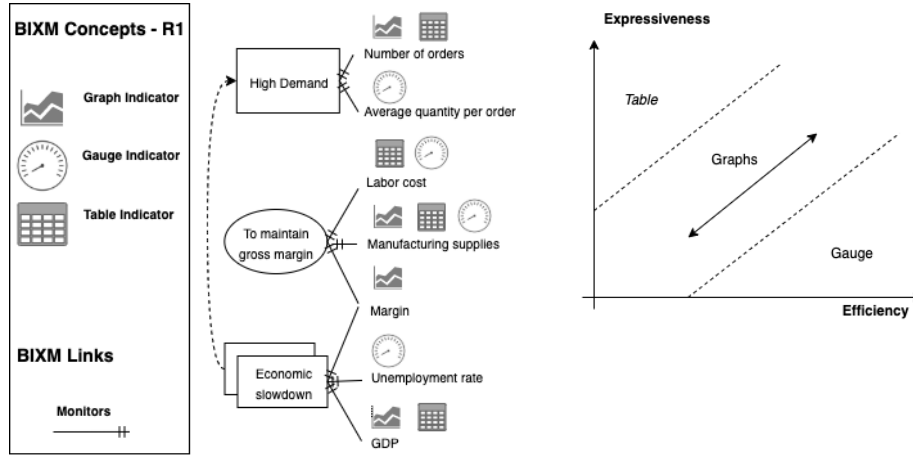 BIXM Concepts - R1
Graph Indicator
Gauge Indicator
Table Indicator
BIXM Links
Monitors
High Demand
Number of orders
Average quantity per order
To maintain
gross margin
Labor cost
Manufacturing supplies
Margin
Economic
slowdown
Unemployment rate
GDP
Expressiveness
Table
Graphs
Gauge
Efficiency